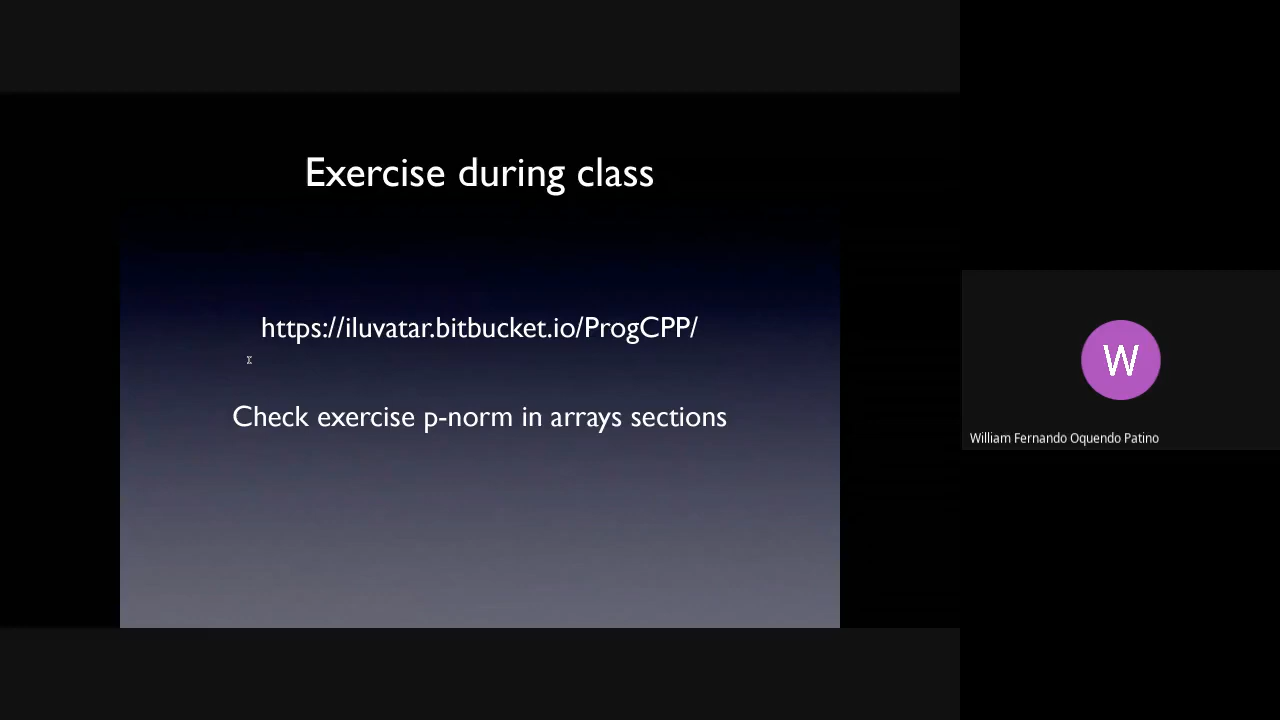 Exercise during class
https://iluvatar.bitbucket.io/ProgCPP/
Check exercise p-norm in arrays sections
W
William Fernando Oquendo Patino